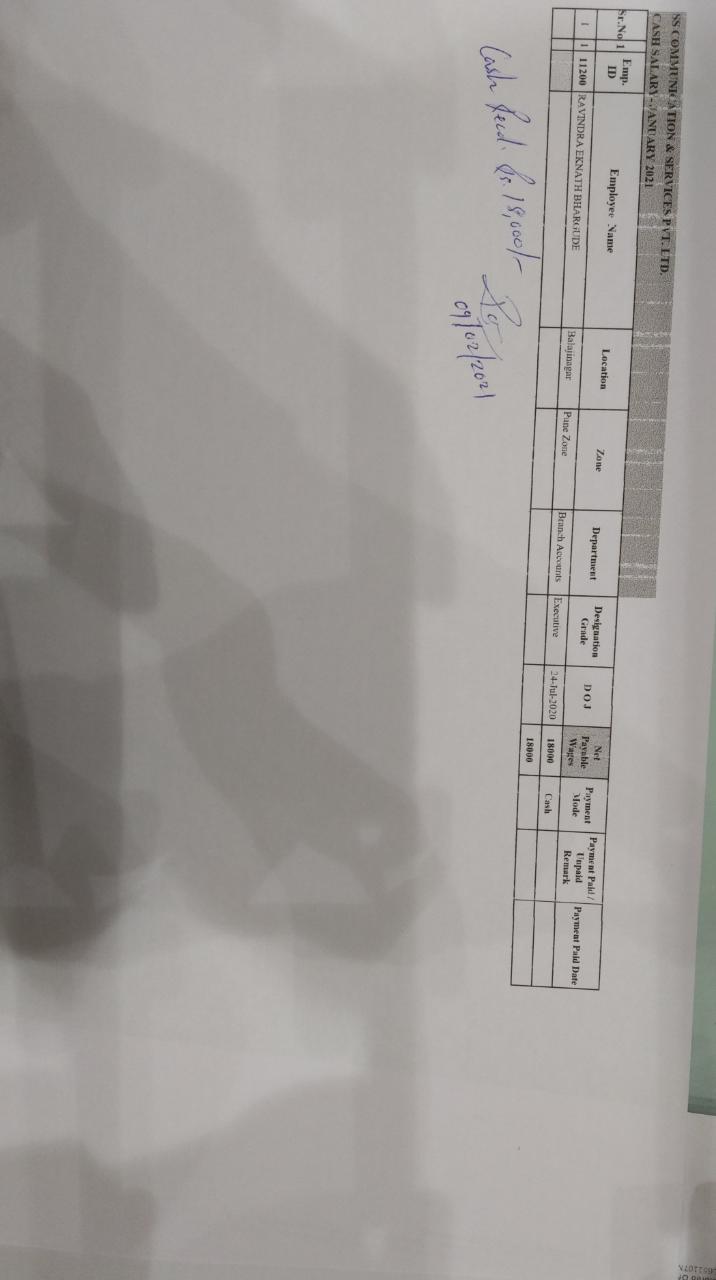 SS COMMUNICATION & SERVICES PVT. LTD.
CASH SALARY - JANUARY 2021
Sr.No 1 Emp. ID Employee Name Location Zone Department Designation Grade D O J Net Payable Wages Payment Mode Payment Paid / Unpaid Remark Payment Paid Date
1 1 11200 RAVINDRA EKNATH BHARGUDE Balajinagar Pune Zone Branch Accounts Executive 24-Jul-2020 18000 Cash
18000
Cash Recd. Rs. 18,000/-
09/02/2021